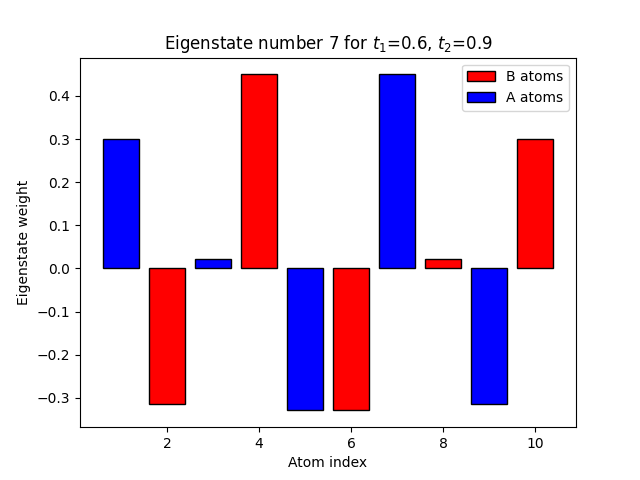 Eigenstate number 7 for t₁=0.6, t₂=0.9
B atoms
A atoms
Eigenstate weight
0.4
0.3
0.2
0.1
0.0
−0.1
−0.2
−0.3
2 4 6 8 10
Atom index